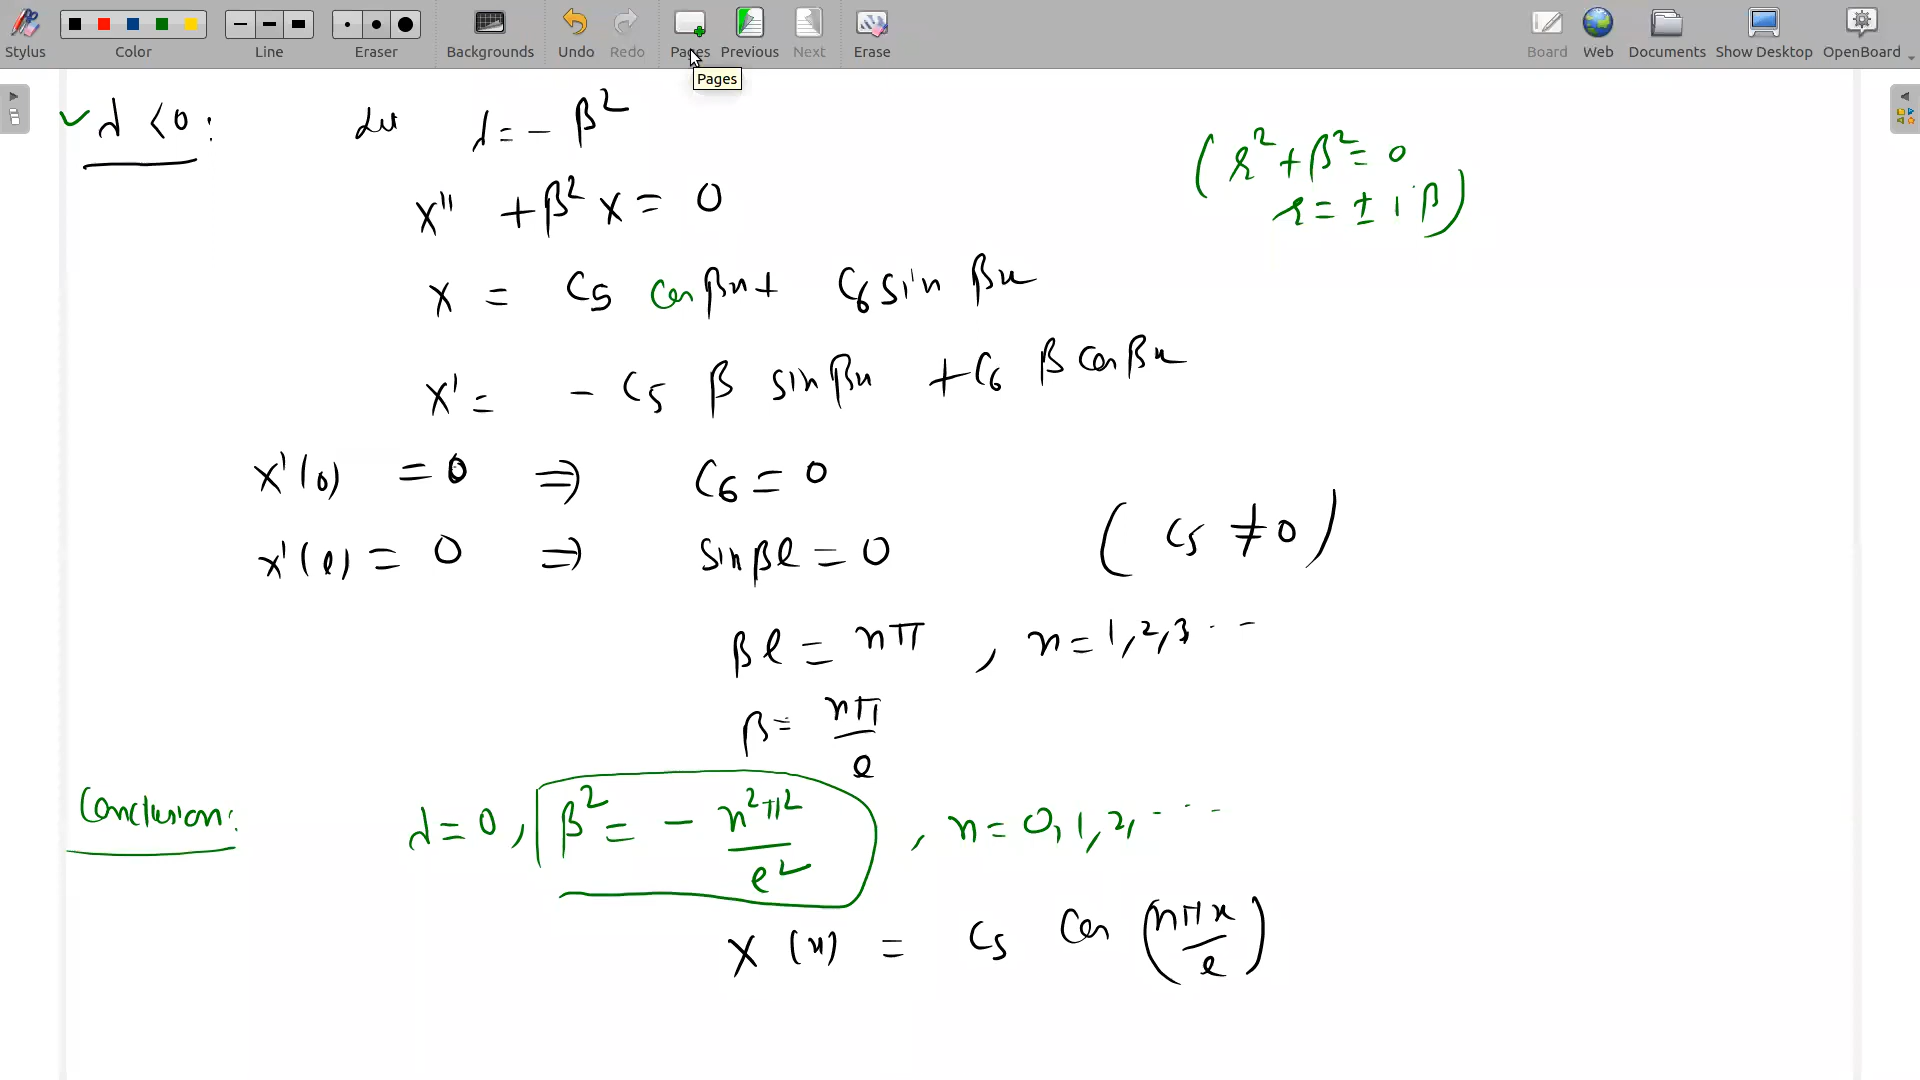 Stylus Color Line Eraser Backgrounds Undo Redo Pages Previous Next Erase Board Web Documents Show Desktop OpenBoard
Pages
λ < 0 : Let λ = - β²
(r² + β² = 0
r = ± iβ)
X'' + β² X = 0
X = C5 cos βx + C6 sin βx
X' = - C5 β sin βx + C6 β cos βx
X'(0) = 0 ⇒ C6 = 0
X'(l) = 0 ⇒ sin βl = 0 (C5 ≠ 0)
βl = nπ , n = 1, 2, 3 ...
β = nπ/l
Conclusion: λ = 0, β² = - n²π²/l² , n = 0, 1, 2, ...
X(x) = C5 cos (nπx/l)